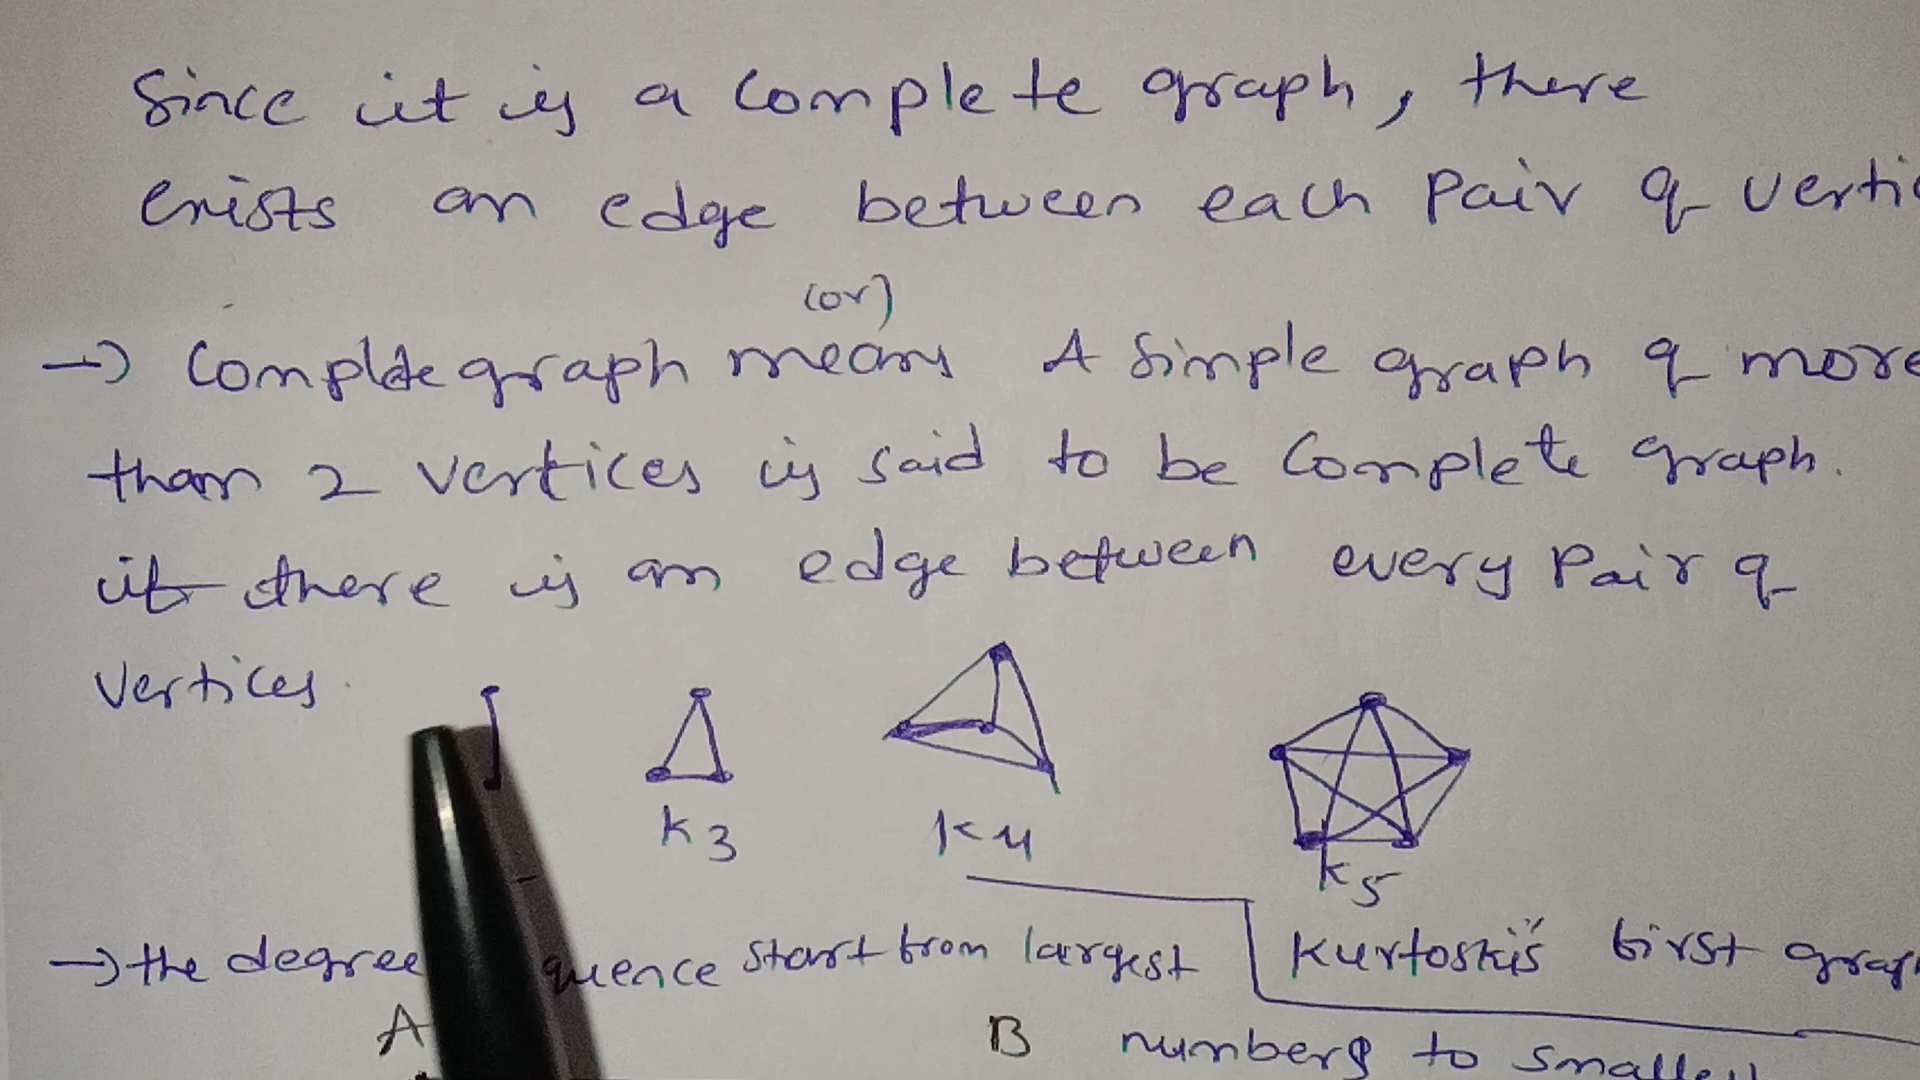 Since it is a complete graph, there
exists an edge between each pair of vertic
(or)
→ Complete graph means A simple graph of more
than 2 vertices is said to be complete graph.
if there is an edge between every pair of
vertices.
K3 K4 K5
→ the degree quence start from largest
Kurtoski's first grap
A B numbers to smalles